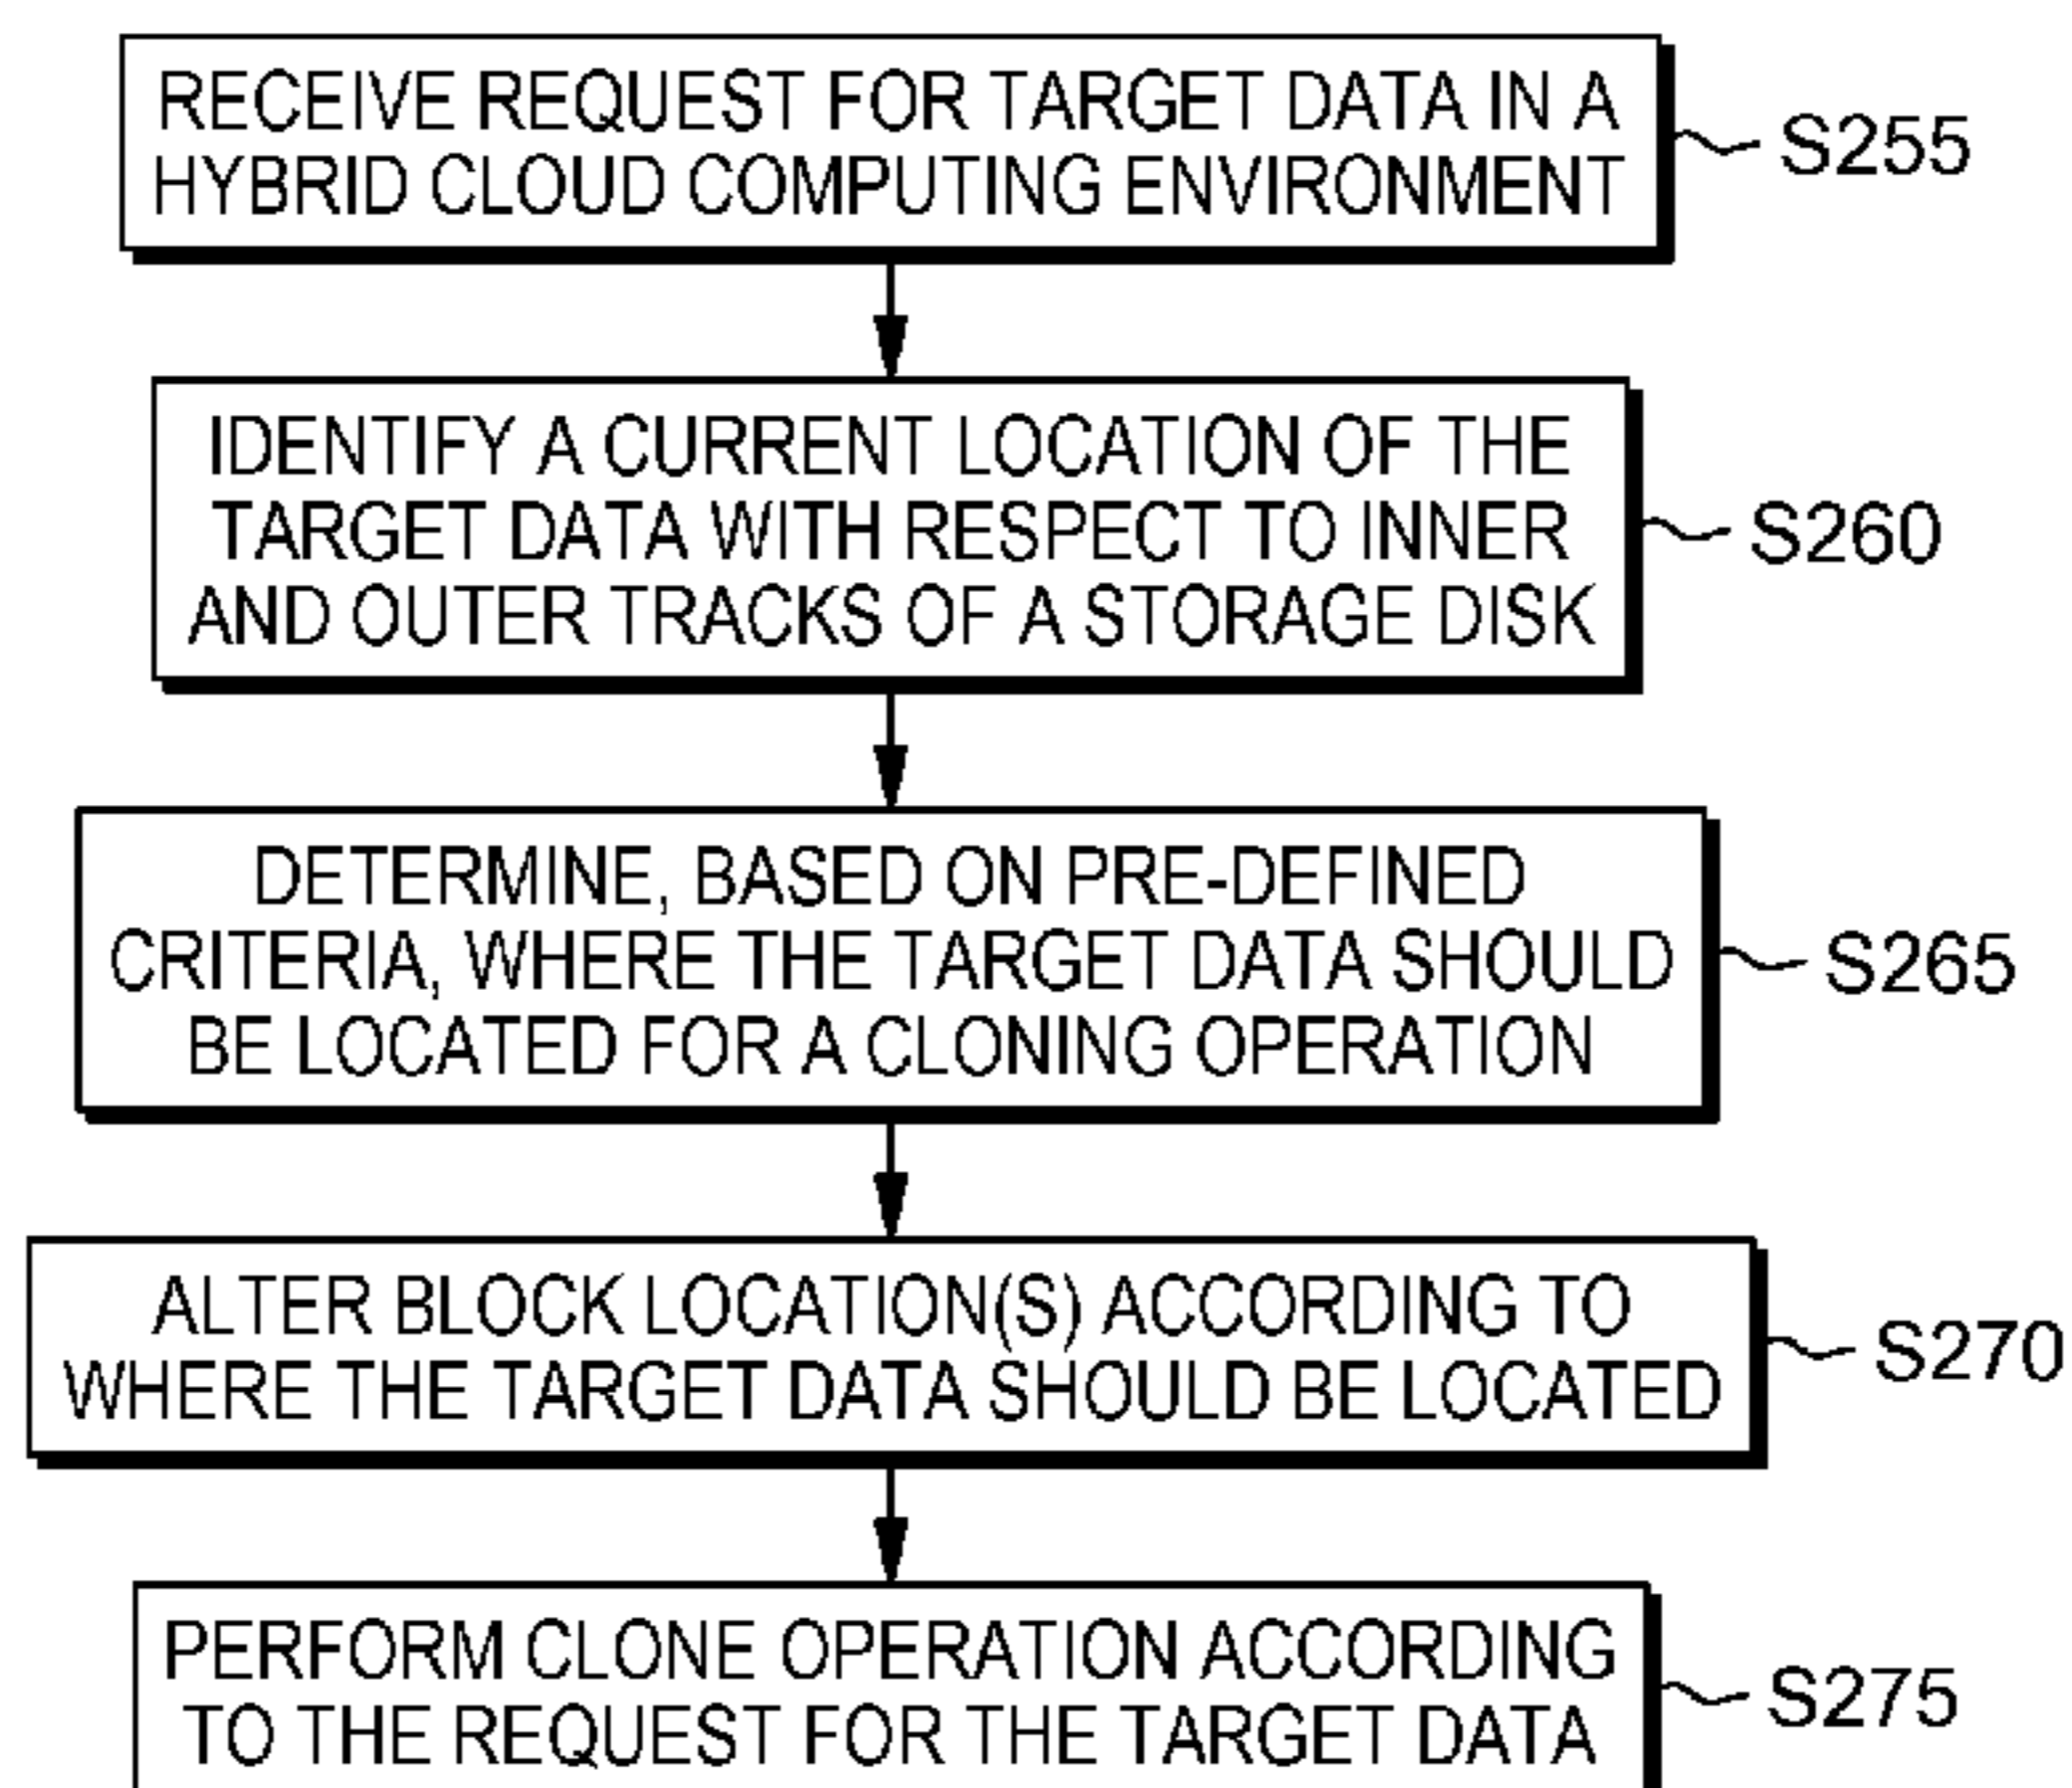 RECEIVE REQUEST FOR TARGET DATA IN A
HYBRID CLOUD COMPUTING ENVIRONMENT
S255
IDENTIFY A CURRENT LOCATION OF THE
TARGET DATA WITH RESPECT TO INNER
AND OUTER TRACKS OF A STORAGE DISK
S260
DETERMINE, BASED ON PRE-DEFINED
CRITERIA, WHERE THE TARGET DATA SHOULD
BE LOCATED FOR A CLONING OPERATION
S265
ALTER BLOCK LOCATION(S) ACCORDING TO
WHERE THE TARGET DATA SHOULD BE LOCATED
S270
PERFORM CLONE OPERATION ACCORDING
TO THE REQUEST FOR THE TARGET DATA
S275